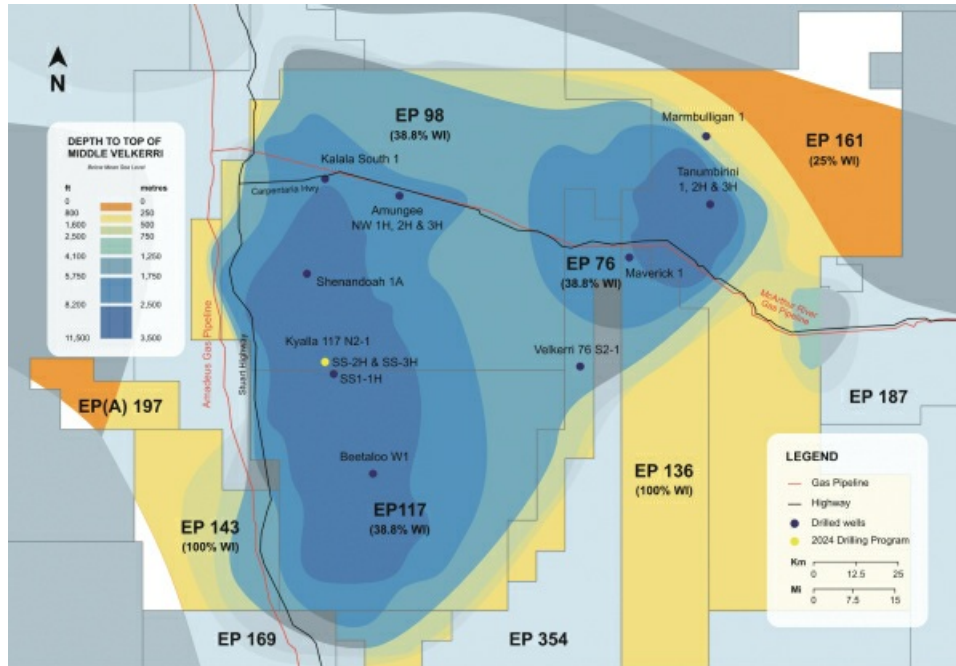 N
DEPTH TO TOP OF
MIDDLE VELKERRI
Below Mean Sea Level
ft metres
0 0
800 250
1,600 500
2,500 750
4,100 1,250
5,750 1,750
8,200 2,500
11,500 3,500
EP 98
(38.8% WI)
Kalala South 1
Carpentaria Hwy
Amungee
NW 1H, 2H & 3H
Marmbulligan 1
EP 161
(25% WI)
Tanumbirini
1, 2H & 3H
EP 76
(38.8% WI)
Maverick 1
Shenandoah 1A
McArthur River
Gas Pipeline
Amadeus Gas Pipeline
Stuart Highway
Kyalla 117 N2-1
SS-2H & SS-3H
SS1-1H
Velkerri 76 S2-1
EP(A) 197
EP 187
Beetaloo W1
EP117
(38.8% WI)
EP 143
(100% WI)
EP 136
(100% WI)
EP 169
EP 354
LEGEND
Gas Pipeline
Highway
Drilled wells
2024 Drilling Program
Km
0 12.5 25
Mi
0 7.5 15